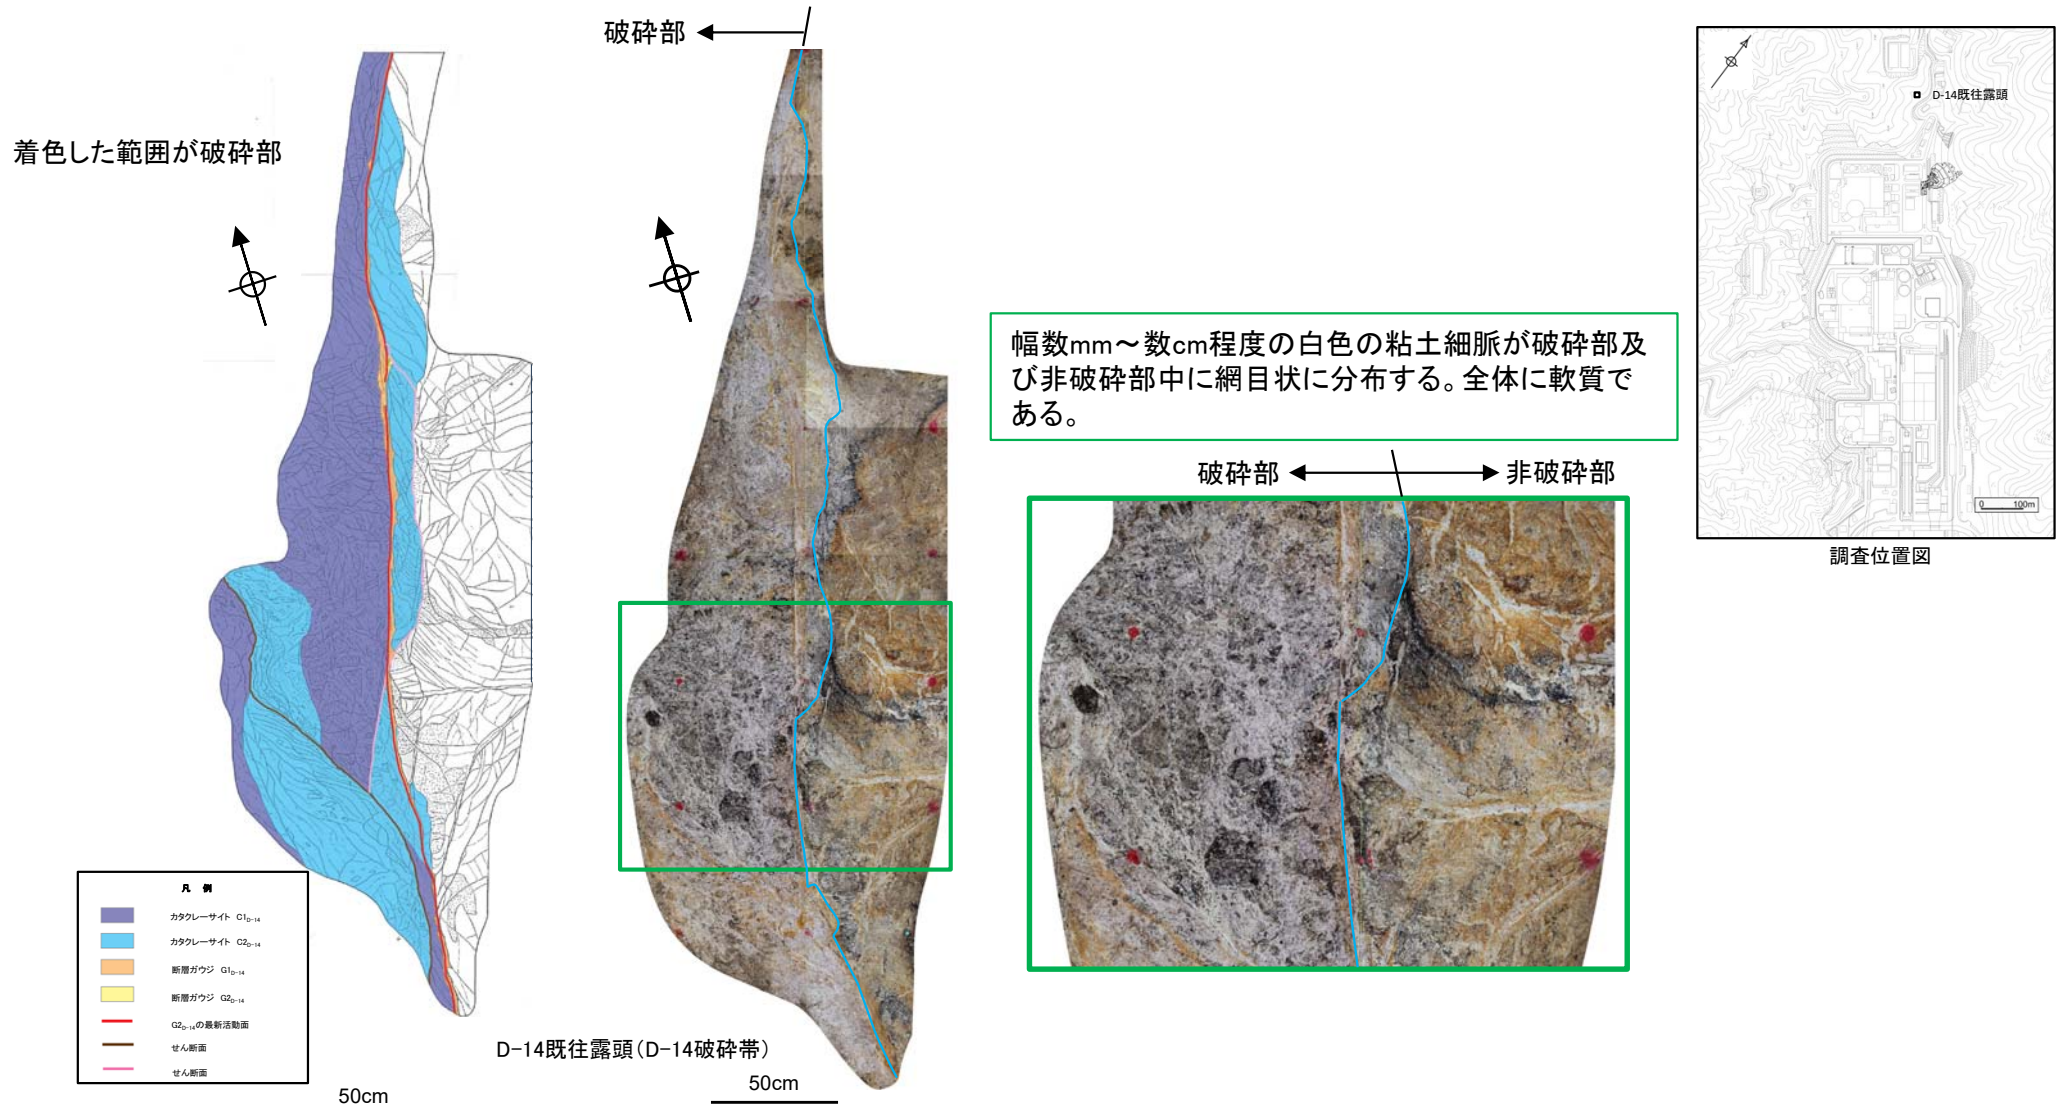 着色した範囲が破砕部
破砕部
幅数mm～数cm程度の白色の粘土細脈が破砕部及
び非破砕部中に網目状に分布する。全体に軟質で
ある。
破砕部
非破砕部
D-14既往露頭
0 100m
調査位置図
凡 例
カタクレーサイト C1D-14
カタクレーサイト C2D-14
断層ガウジ G1D-14
断層ガウジ G2D-14
G2D-14の最新活動面
せん断面
せん断面
50cm
D-14既往露頭（D-14破砕帯）
50cm